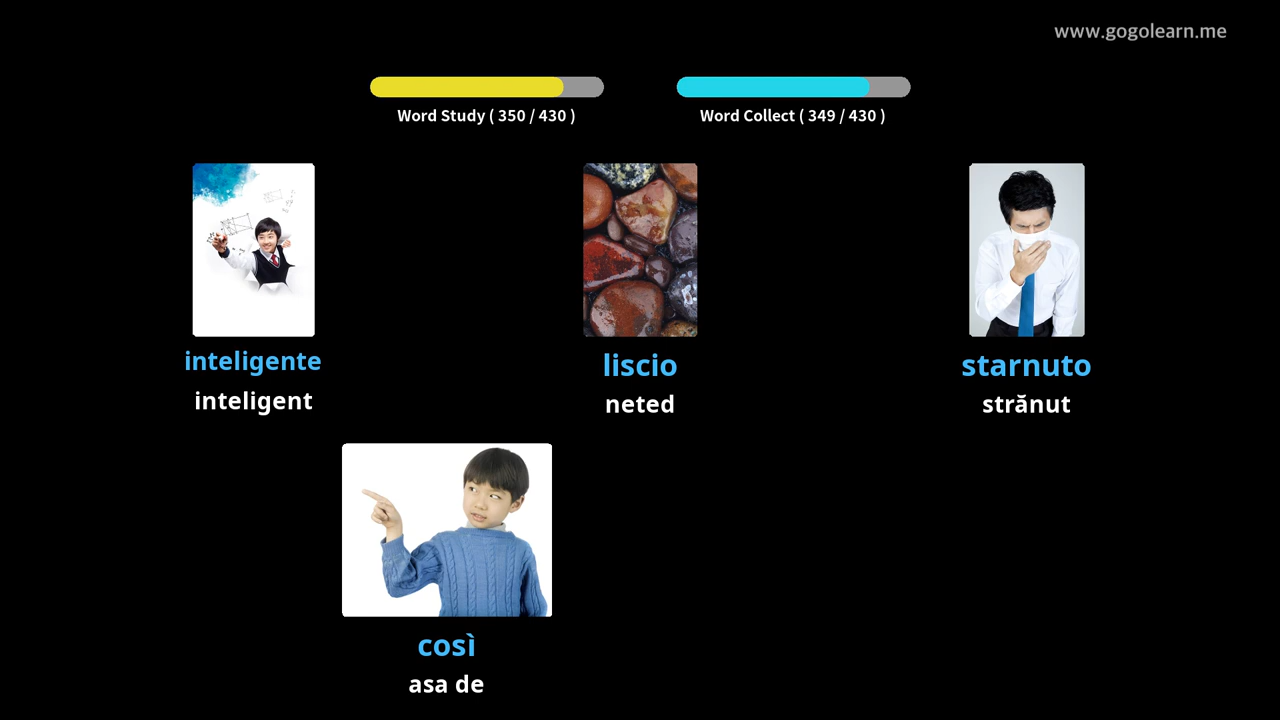 www.gogolearn.me
Word Study ( 350 / 430 )
Word Collect ( 349 / 430 )
inteligente
inteligent
liscio
neted
starnuto
strănut
così
asa de